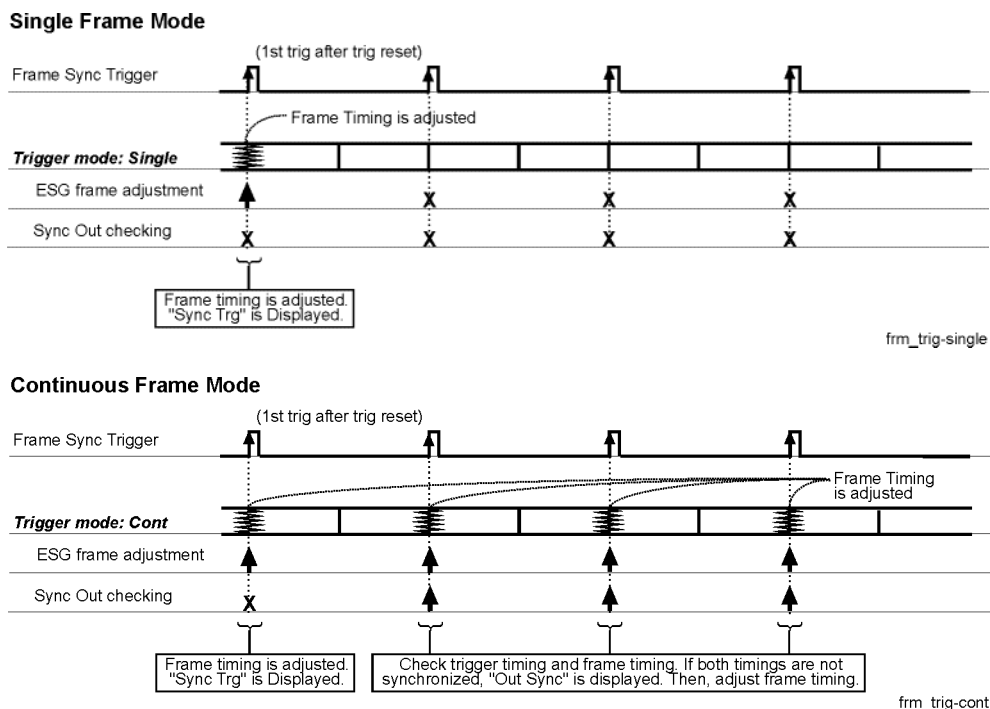 Single Frame Mode
(1st trig after trig reset)
Frame Sync Trigger
Frame Timing is adjusted
Trigger mode: Single
ESG frame adjustment
X X X
Sync Out checking
X X X X
Frame timing is adjusted.
"Sync Trg" is Displayed.
frm_trig-single
Continuous Frame Mode
(1st trig after trig reset)
Frame Sync Trigger
Frame Timing
is adjusted
Trigger mode: Cont
ESG frame adjustment
Sync Out checking
X
Frame timing is adjusted.
"Sync Trg" is Displayed.
Check trigger timing and frame timing. If both timings are not
synchronized, "Out Sync" is displayed. Then, adjust frame timing.
frm_trig-cont